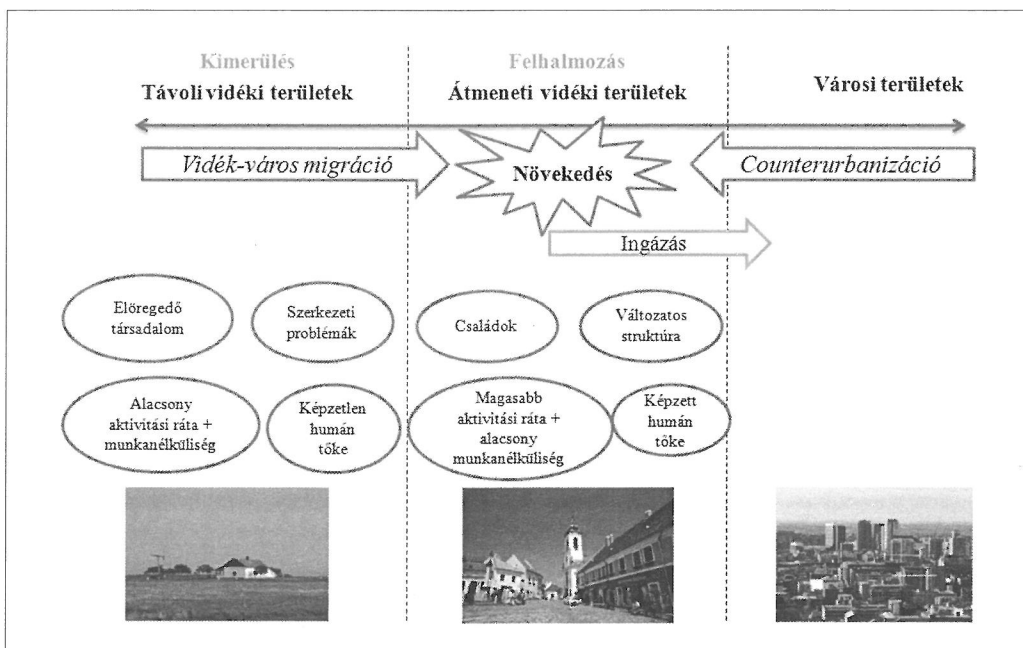 Kimerülés
Távoli vidéki területek
Felhalmozás
Átmeneti vidéki területek
Városi területek
Vidék-város migráció
Növekedés
Counterurbanizáció
Ingázás
Elöregedő
társadalom
Szerkezeti
problémák
Családok
Változatos
struktúra
Alacsony
aktivitási ráta +
munkanélküliség
Képzetlen
humán
tőke
Magasabb
aktivitási ráta +
alacsony
munkanélküliség
Képzett
humán
tőke